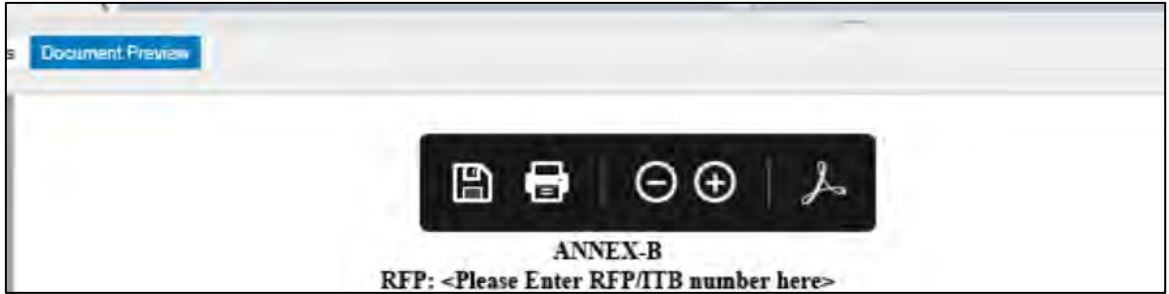 s Document Preview
ANNEX-B
RFP: <Please Enter RFP/ITB number here>